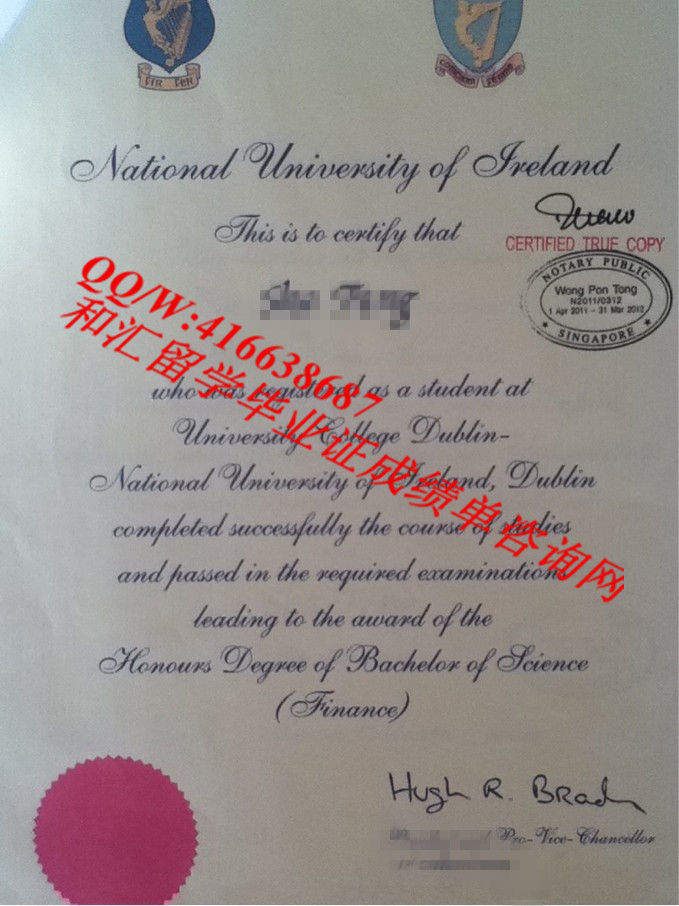 National University of Ireland
This is to certify that
CERTIFIED TRUE COPY
NOTARY PUBLIC
Wong Pon Tong
N2011/0312
1 Apr 2011 – 31 Mar 2012
★ SINGAPORE ★
QQ/W:416638687
和汇留学毕业证成绩单咨询网
who was registered as a student at
University College Dublin-
National University of Ireland, Dublin
completed successfully the course of studies
and passed in the required examinations
leading to the award of the
Honours Degree of Bachelor of Science
(Finance)
Hugh R. Brady
Pro-Vice-Chancellor